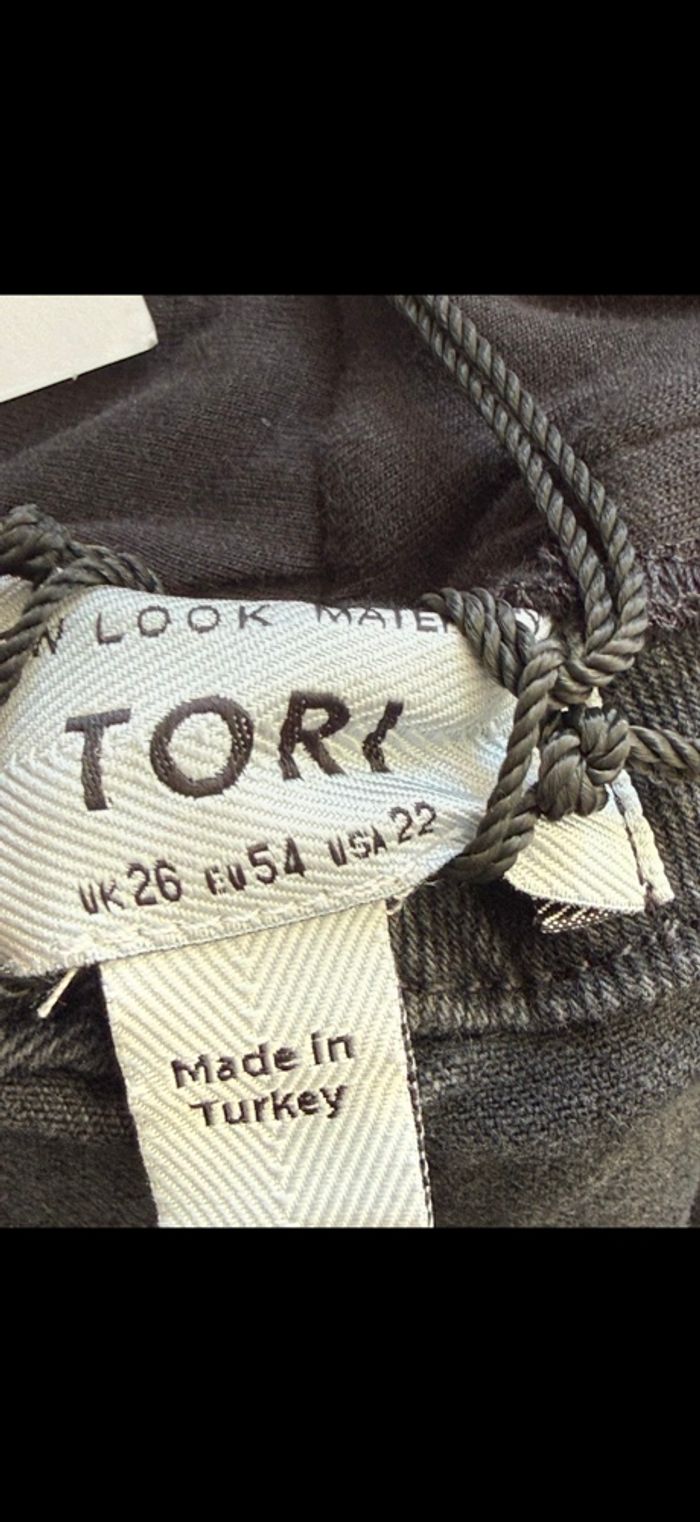 LOOK
TORI
UK 26 EU 54 USA 22
Made in
Turkey